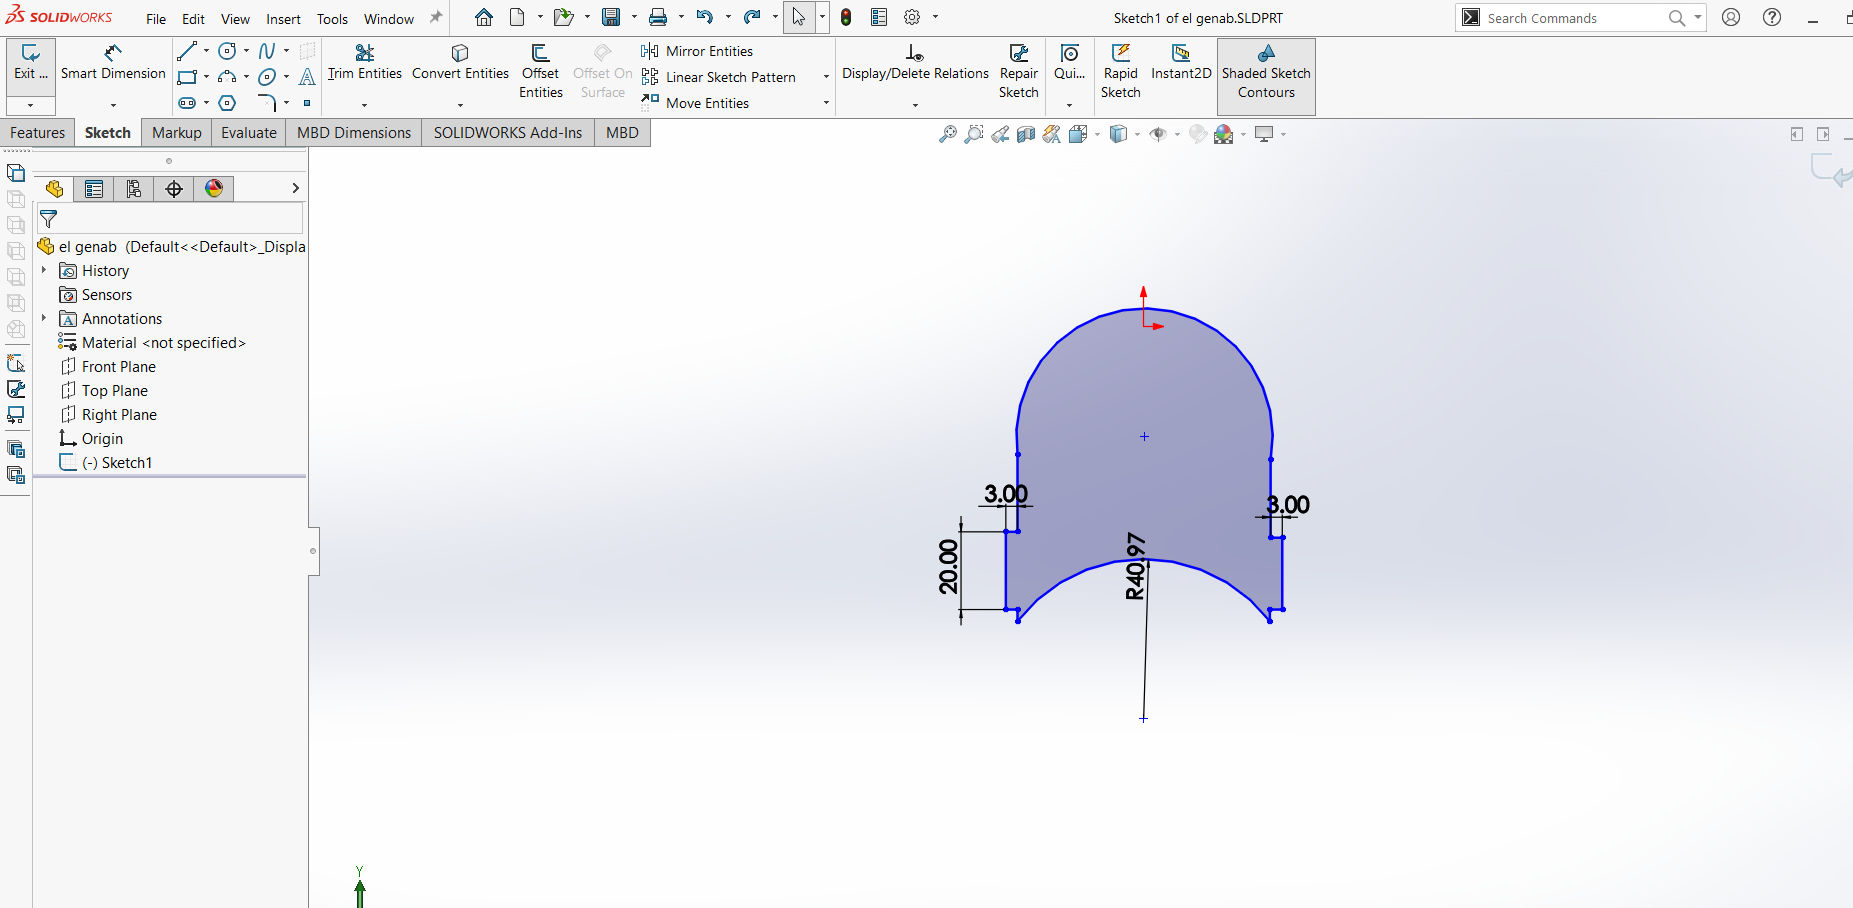 SOLIDWORKS File Edit View Insert Tools Window Sketch1 of el genab.SLDPRT Search Commands
Exit ... Smart Dimension Trim Entities Convert Entities Offset Entities Offset On Surface Mirror Entities Linear Sketch Pattern Move Entities Display/Delete Relations Repair Sketch Qui... Rapid Sketch Instant2D Shaded Sketch Contours
Features Sketch Markup Evaluate MBD Dimensions SOLIDWORKS Add-Ins MBD
el genab (Default<<Default>_Displa
History
Sensors
Annotations
Material <not specified>
Front Plane
Top Plane
Right Plane
Origin
(-) Sketch1
3.00
3.00
20.00
R40.97
Y